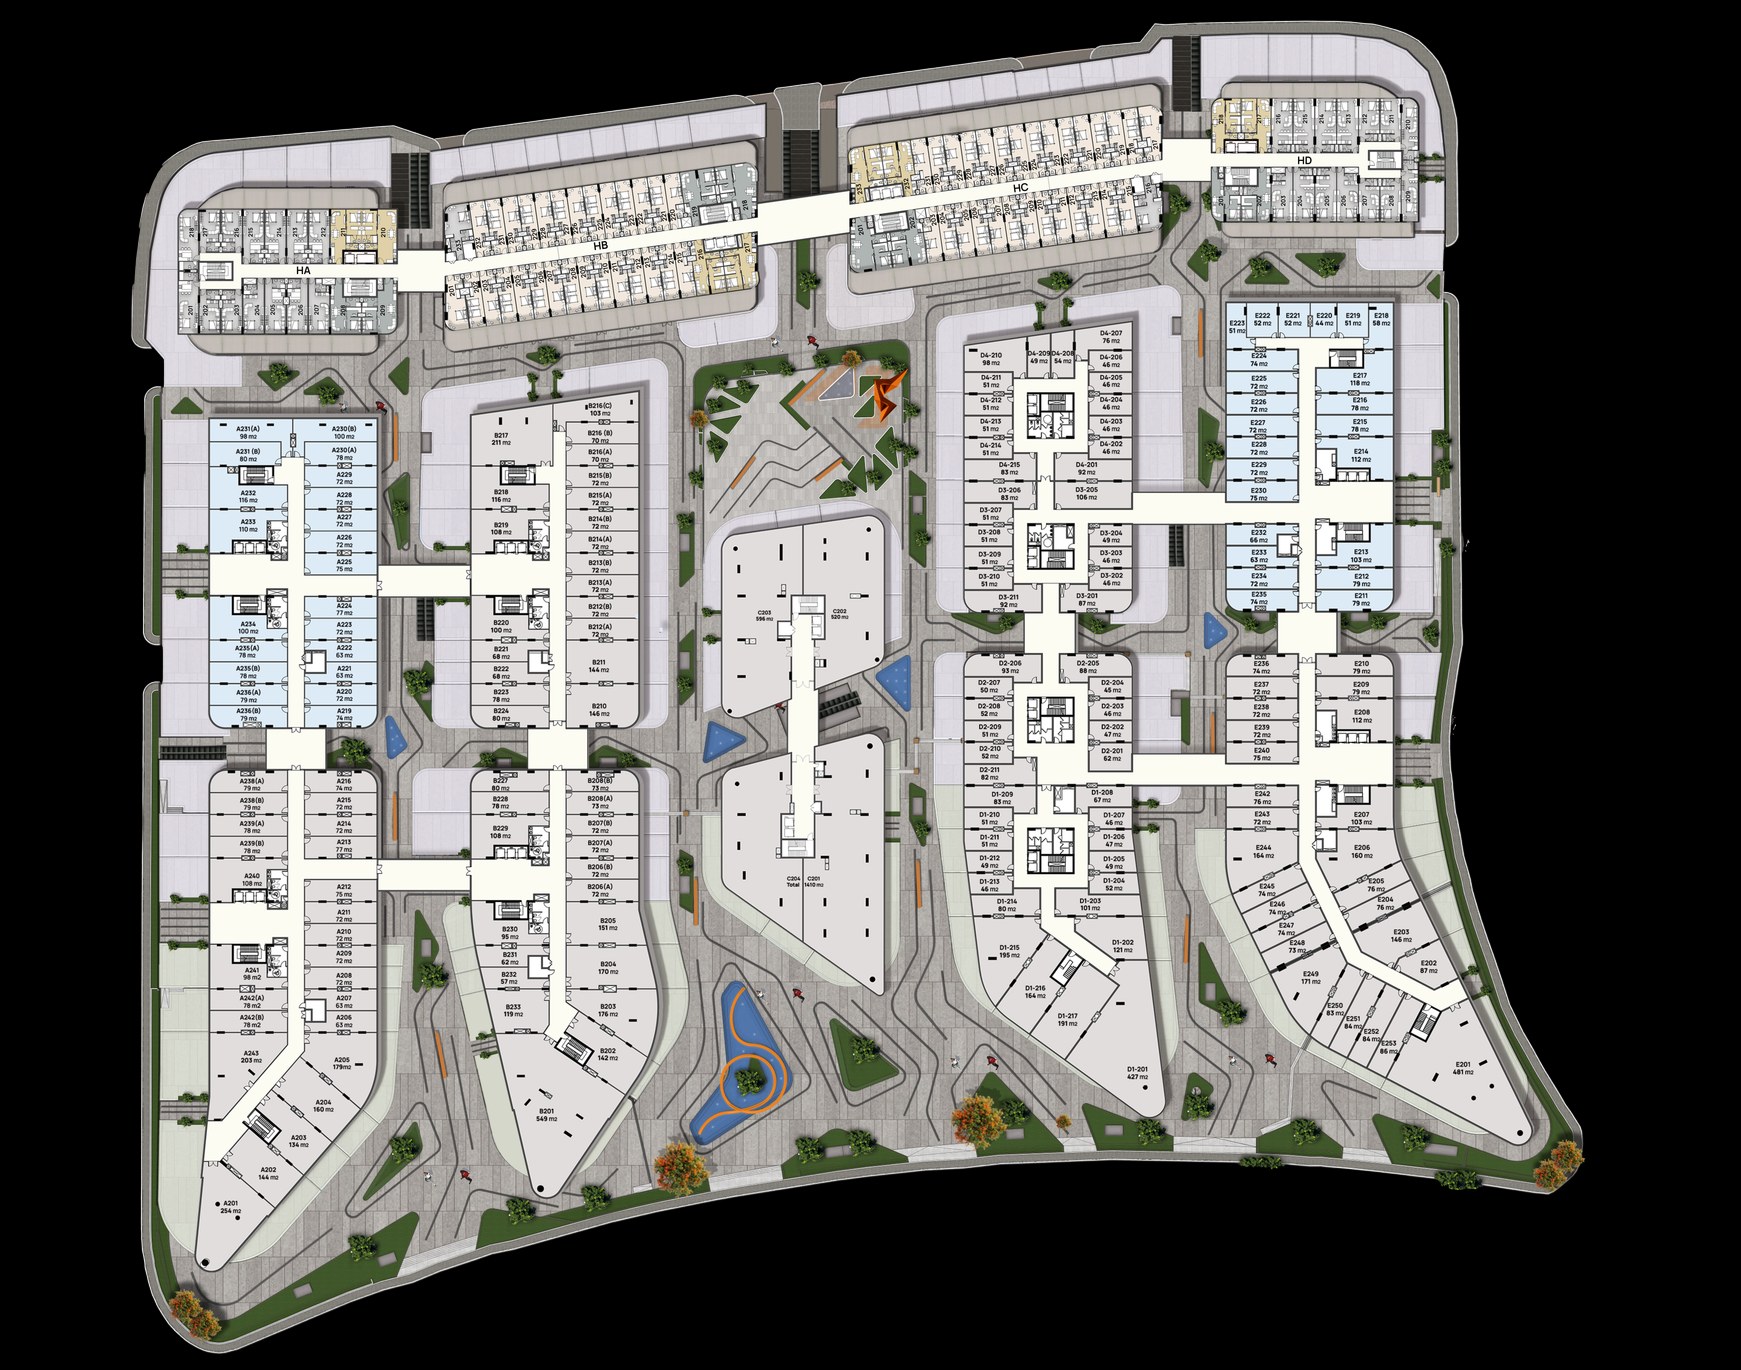 HA
HB
HC
HD
A231(A)
98 m2
A230(B)
100 m2
A231 (B)
80 m2
A230(A)
78 m2
A229
72 m2
A232
116 m2
A228
72 m2
A233
110 m2
A227
72 m2
A226
72 m2
A225
75 m2
A224
77 m2
A234
100 m2
A223
72 m2
A235(A)
78 m2
A222
63 m2
A235(B)
78 m2
A221
63 m2
A236(A)
79 m2
A220
72 m2
A236(B)
79 m2
A219
74 m2
A238(A)
79 m2
A216
74 m2
A238(B)
79 m2
A215
72 m2
A239(A)
78 m2
A214
72 m2
A239(B)
78 m2
A213
77 m2
A240
108 m2
A212
75 m2
A211
72 m2
A210
72 m2
A209
72 m2
A241
98 m2
A208
72 m2
A242(A)
78 m2
A207
63 m2
A242(B)
78 m2
A206
63 m2
A243
203 m2
A205
179m2
A204
160 m2
A203
134 m2
A202
144 m2
A201
254 m2
B216(C)
103 m2
B217
211 m2
B216 (B)
70 m2
B216(A)
70 m2
B215(B)
72 m2
B218
116 m2
B215(A)
72 m2
B219
108 m2
B214(B)
72 m2
B214(A)
72 m2
B213(B)
72 m2
B213(A)
72 m2
B212(B)
72 m2
B220
100 m2
B212(A)
72 m2
B221
68 m2
B211
144 m2
B222
68 m2
B223
78 m2
B210
146 m2
B224
80 m2
B227
80 m2
B208(B)
73 m2
B228
78 m2
B208(A)
73 m2
B229
108 m2
B207(B)
72 m2
B207(A)
72 m2
B206(B)
72 m2
B206(A)
72 m2
B230
95 m2
B205
151 m2
B231
62 m2
B204
170 m2
B232
57 m2
B233
119 m2
B203
176 m2
B202
142 m2
B201
549 m2
C203
596 m2
C202
520 m2
C204
Total
C201
1410 m2
D4-207
76 m2
D4-210
98 m2
D4-209
49 m2
D4-208
54 m2
D4-206
46 m2
D4-211
51 m2
D4-205
46 m2
D4-212
51 m2
D4-204
46 m2
D4-213
51 m2
D4-203
46 m2
D4-214
51 m2
D4-202
46 m2
D4-215
83 m2
D4-201
92 m2
D3-206
83 m2
D3-205
106 m2
D3-207
51 m2
D3-208
51 m2
D3-204
49 m2
D3-209
51 m2
D3-203
46 m2
D3-210
51 m2
D3-202
46 m2
D3-211
92 m2
D3-201
87 m2
D2-206
93 m2
D2-205
88 m2
D2-207
50 m2
D2-204
45 m2
D2-208
52 m2
D2-203
46 m2
D2-209
51 m2
D2-202
47 m2
D2-210
52 m2
D2-201
62 m2
D2-211
82 m2
D1-209
83 m2
D1-208
67 m2
D1-210
51 m2
D1-207
46 m2
D1-211
51 m2
D1-206
47 m2
D1-212
49 m2
D1-205
49 m2
D1-213
46 m2
D1-204
52 m2
D1-214
80 m2
D1-203
101 m2
D1-215
195 m2
D1-202
121 m2
D1-216
164 m2
D1-217
191 m2
D1-201
427 m2
E223
51 m2
E222
52 m2
E221
52 m2
E220
44 m2
E219
51 m2
E218
58 m2
E224
74 m2
E225
72 m2
E217
118 m2
E226
72 m2
E216
78 m2
E227
72 m2
E215
78 m2
E228
72 m2
E214
112 m2
E229
72 m2
E230
75 m2
E232
66 m2
E213
103 m2
E233
63 m2
E234
72 m2
E212
79 m2
E235
74 m2
E211
79 m2
E236
74 m2
E210
79 m2
E237
72 m2
E209
79 m2
E238
72 m2
E208
112 m2
E239
72 m2
E240
75 m2
E242
76 m2
E243
72 m2
E207
103 m2
E244
164 m2
E206
160 m2
E245
74 m2
E205
76 m2
E246
74 m2
E204
76 m2
E247
74 m2
E248
73 m2
E203
146 m2
E249
171 m2
E202
87 m2
E250
83 m2
E251
84 m2
E252
84 m2
E253
86 m2
E201
481 m2